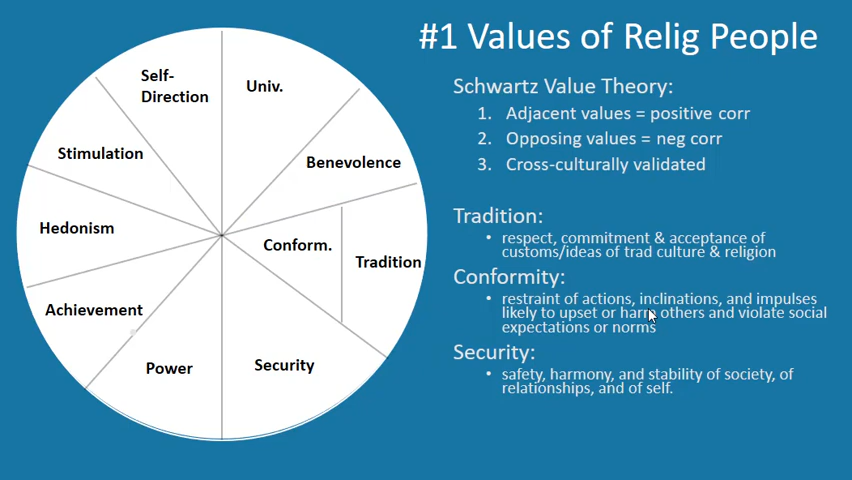 #1 Values of Relig People
Self-
Direction
Univ.
Stimulation
Benevolence
Hedonism
Conform.
Tradition
Achievement
Power
Security
Schwartz Value Theory:
1. Adjacent values = positive corr
2. Opposing values = neg corr
3. Cross-culturally validated
Tradition:
• respect, commitment & acceptance of
customs/ideas of trad culture & religion
Conformity:
• restraint of actions, inclinations, and impulses
likely to upset or harm others and violate social
expectations or norms
Security:
• safety, harmony, and stability of society, of
relationships, and of self.